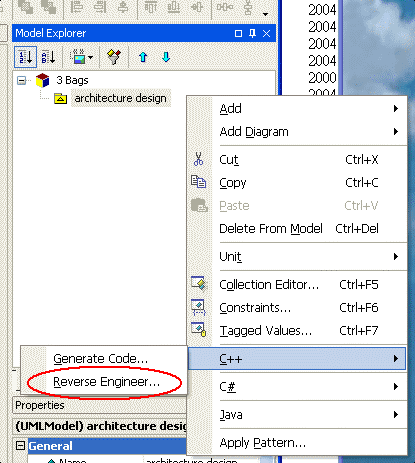 2004
2004
2004
2004
2000
2004
Model Explorer
3 Bags
architecture design
Add
Add Diagram
Cut Ctrl+X
Copy Ctrl+C
Paste Ctrl+V
Delete From Model Ctrl+Del
Unit
Collection Editor... Ctrl+F5
Constraints... Ctrl+F6
Tagged Values... Ctrl+F7
C++
Generate Code...
Reverse Engineer...
C#
Java
Apply Pattern...
Properties
(UMLModel) architecture design
General
Name architecture design